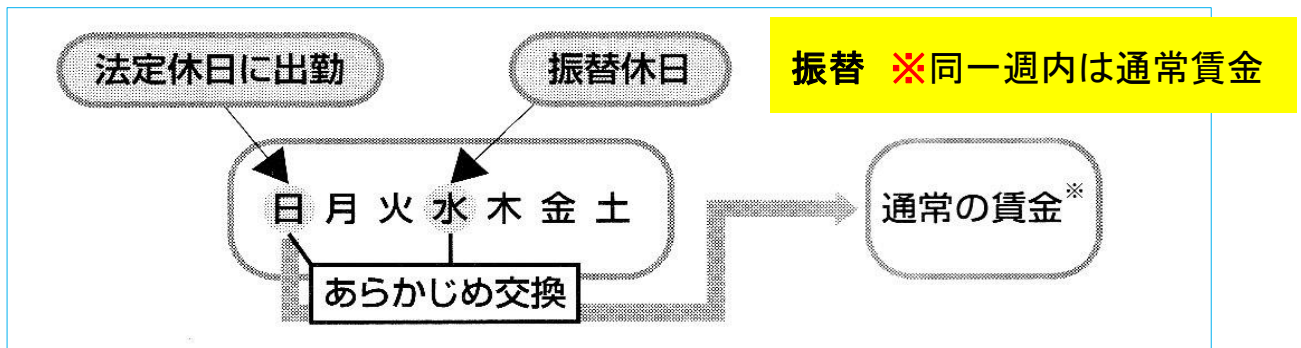 法定休日に出勤
振替休日
振替 ※同一週内は通常賃金
日 月 火 水 木 金 土
通常の賃金※
あらかじめ交換